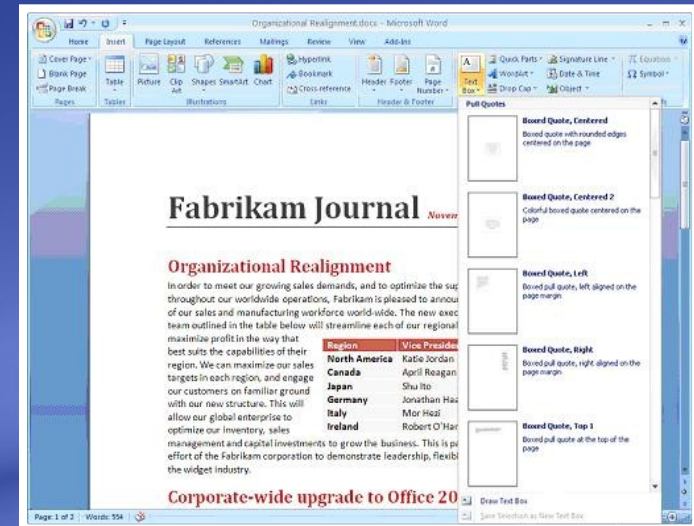 Organizational Realignment.docx - Microsoft Word
Home Insert Page Layout References Mailings Review View Add-Ins
Cover Page
Blank Page
Page Break
Pages
Table
Tables
Picture Clip Art Shapes SmartArt Chart
Illustrations
Hyperlink
Bookmark
Cross-reference
Links
Header Footer Page Number
Header & Footer
Text Box
Quick Parts
WordArt
Drop Cap
Signature Line
Date & Time
Object
Equation
Symbol
Pull Quotes
Boxed Quote, Centered
Boxed quote with rounded edges
centered on the page
Boxed Quote, Centered 2
Colorful boxed quote centered on the
page
Boxed Quote, Left
Boxed pull quote, left aligned on the
page margin
Boxed Quote, Right
Boxed pull quote, right aligned on the
page margin
Boxed Quote, Top 1
Boxed pull quote at the top of the
page
Draw Text Box
Save Selection as New Text Box
Fabrikam Journal Novem
Organizational Realignment
In order to meet our growing sales demands, and to optimize the sup
throughout our worldwide operations, Fabrikam is pleased to annou
of our sales and manufacturing workforce world-wide. The new exec
team outlined in the table below will streamline each of our regional
maximize profit in the way that
best suits the capabilities of their
region. We can maximize our sales
targets in each region, and engage
our customers on familiar ground
with our new structure. This will
allow our global enterprise to
optimize our inventory, sales
Region Vice Preside
North America Katie Jordan
Canada April Reagan
Japan Shu Ito
Germany Jonathan Haa
Italy Mor Hezi
Ireland Robert O'Har
management and capital investments to grow the business. This is pa
effort of the Fabrikam corporation to demonstrate leadership, flexibi
the widget industry.
Corporate-wide upgrade to Office 20
Page: 1 of 2 Words: 554